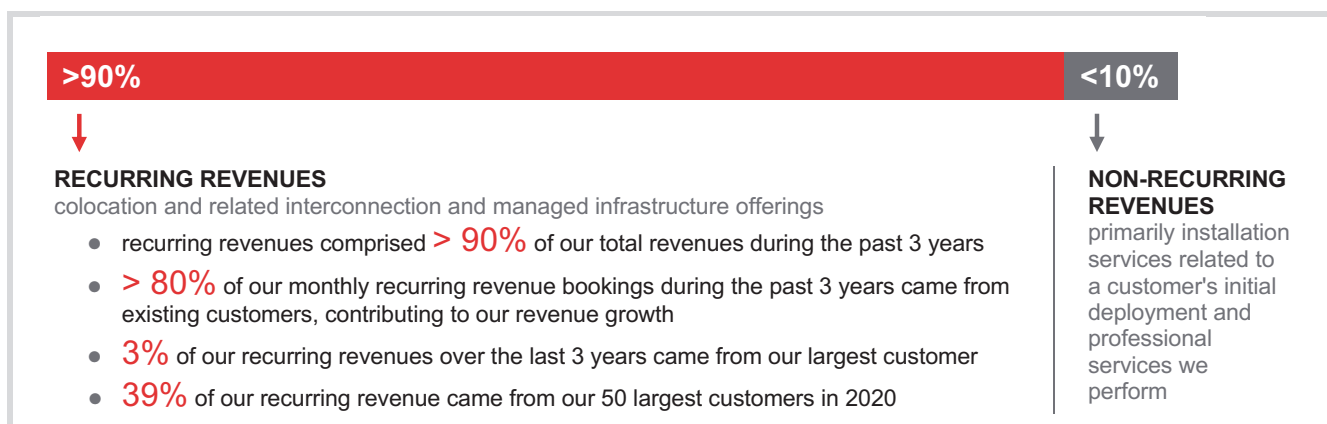 >90%
<10%
RECURRING REVENUES
colocation and related interconnection and managed infrastructure offerings
● recurring revenues comprised > 90% of our total revenues during the past 3 years
● > 80% of our monthly recurring revenue bookings during the past 3 years came from
existing customers, contributing to our revenue growth
● 3% of our recurring revenues over the last 3 years came from our largest customer
● 39% of our recurring revenue came from our 50 largest customers in 2020
NON-RECURRING
REVENUES
primarily installation
services related to
a customer's initial
deployment and
professional
services we
perform